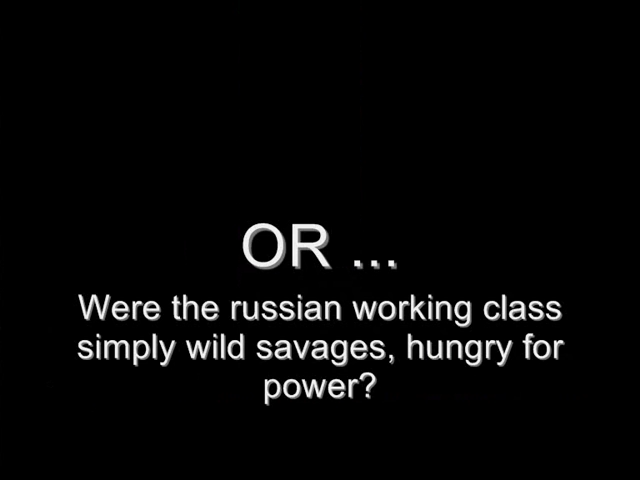 OR ...
Were the russian working class
simply wild savages, hungry for
power?